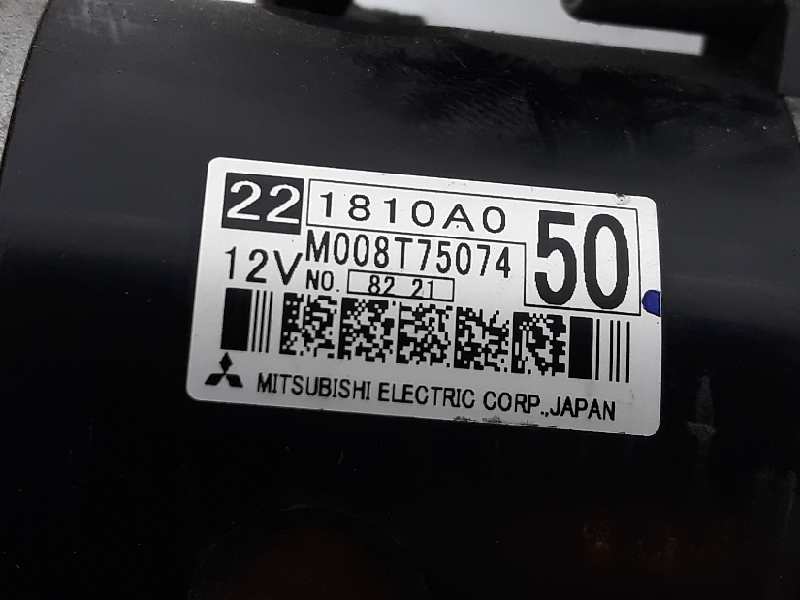 22 1810A0 50
12V M008T75074
NO. 82 21
MITSUBISHI ELECTRIC CORP.,JAPAN